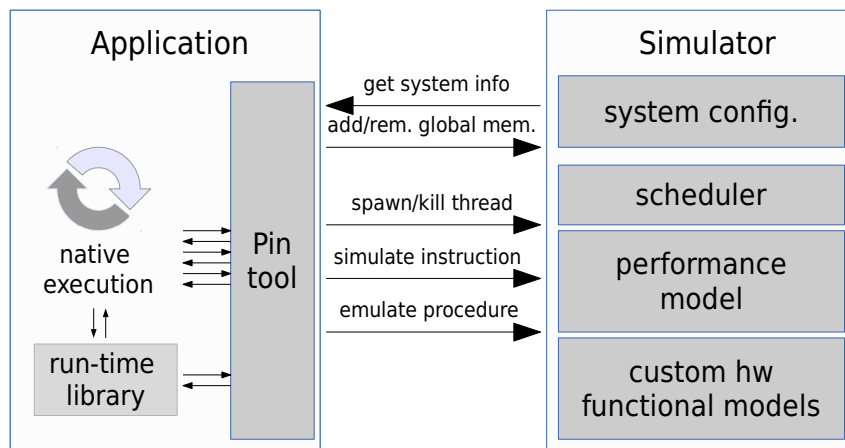 Application
Simulator
get system info
add/rem. global mem.
system config.
scheduler
spawn/kill thread
native
execution
Pin
tool
simulate instruction
performance
model
emulate procedure
run-time
library
custom hw
functional models